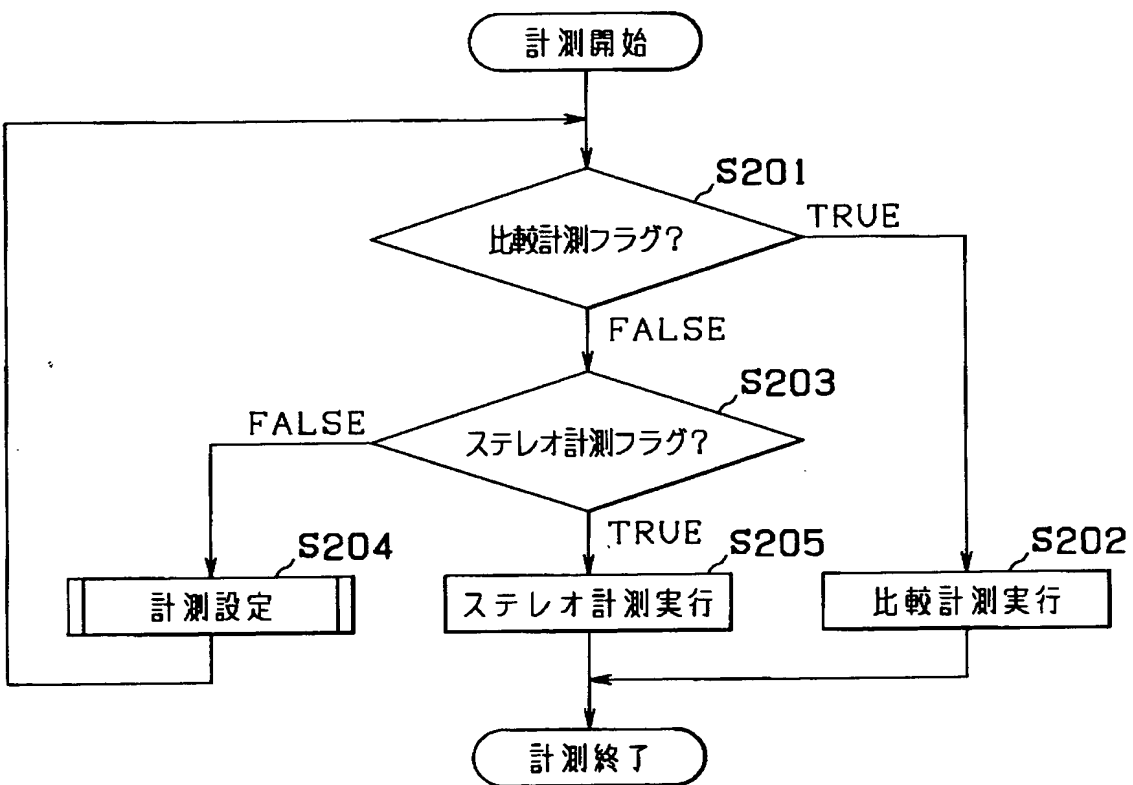 計測開始
S201
比較計測フラグ?
TRUE
FALSE
S203
ステレオ計測フラグ?
FALSE
TRUE
S204
計測設定
S205
ステレオ計測実行
S202
比較計測実行
計測終了